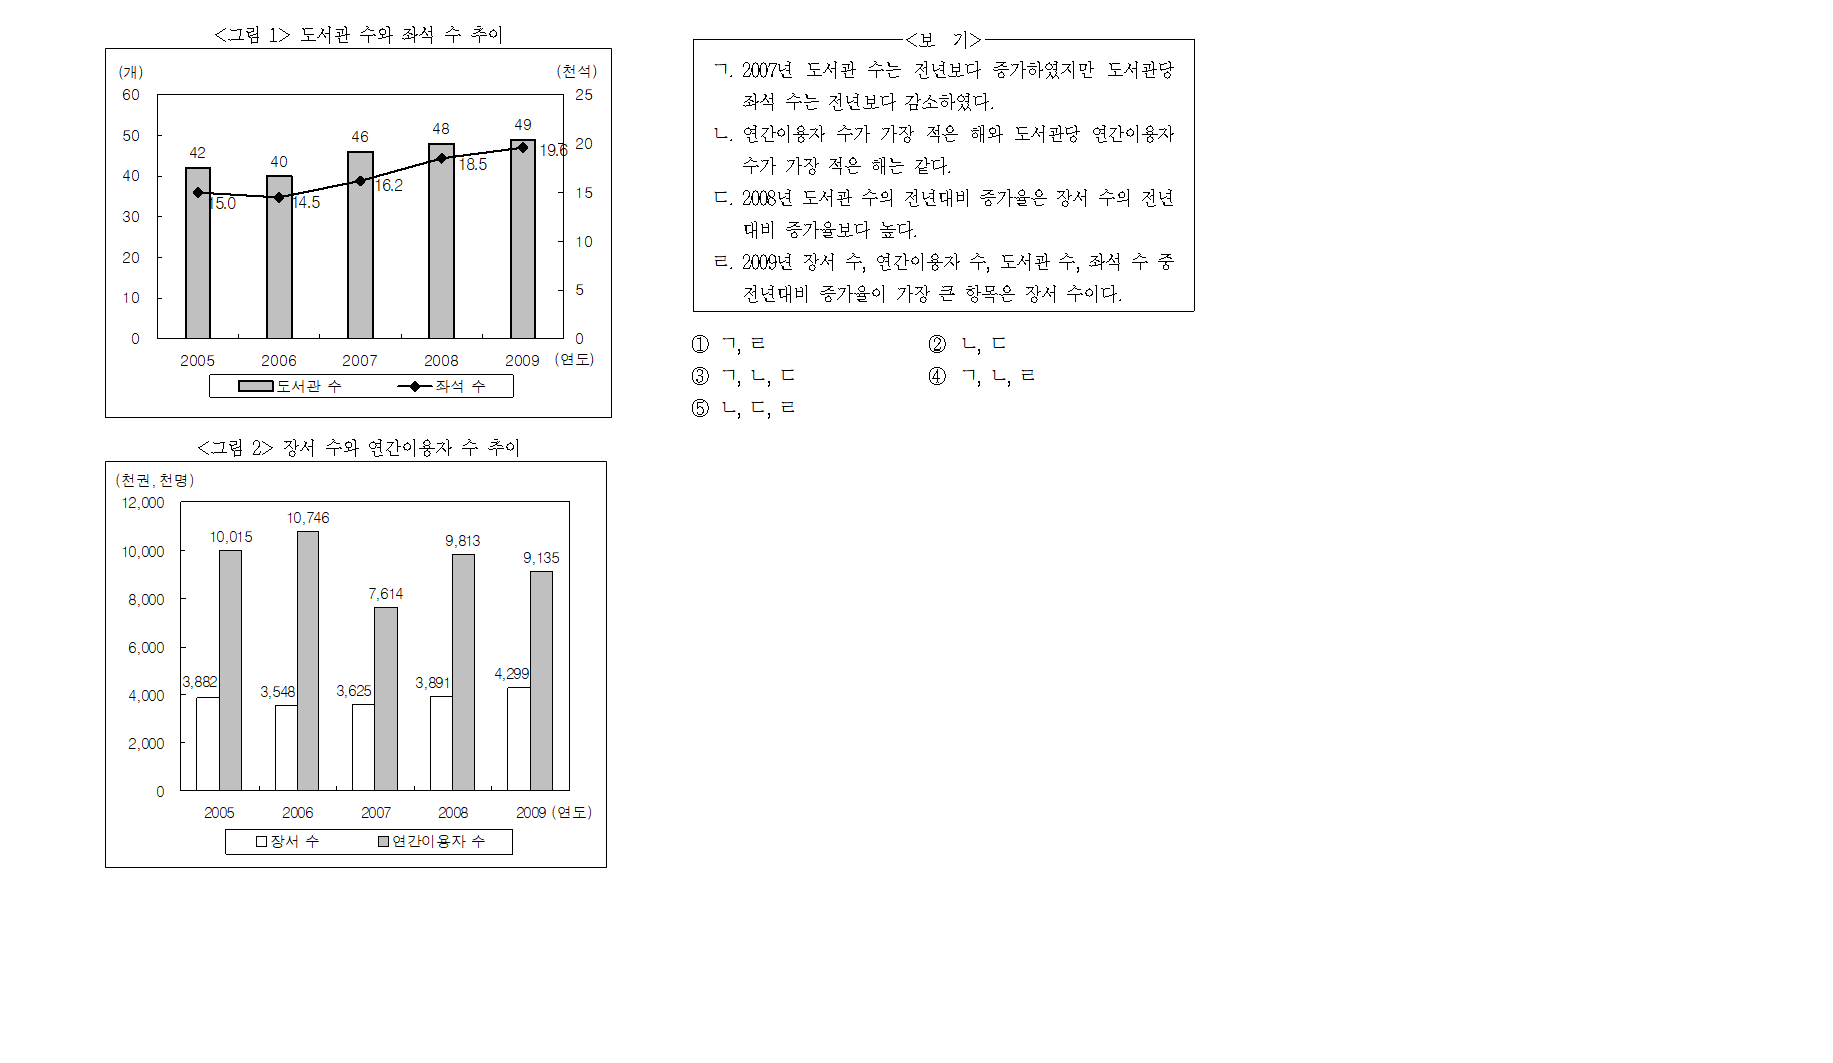 <그림 1> 도서관 수와 좌석 수 추이
(개)
(천석)
60
50
40
30
20
10
0
25
20
15
10
5
0
42
40
46
48
49
15.0
14.5
16.2
18.5
19.6
2005
2006
2007
2008
2009
(연도)
도서관 수
좌석 수
<그림 2> 장서 수와 연간이용자 수 추이
(천권, 천명)
12,000
10,000
8,000
6,000
4,000
2,000
0
3,882
10,015
3,548
10,746
3,625
7,614
3,891
9,813
4,299
9,135
2005
2006
2007
2008
2009
(연도)
장서 수
연간이용자 수
<보 기>
ㄱ. 2007년 도서관 수는 전년보다 증가하였지만 도서관당
좌석 수는 전년보다 감소하였다.
ㄴ. 연간이용자 수가 가장 적은 해와 도서관당 연간이용자
수가 가장 적은 해는 같다.
ㄷ. 2008년 도서관 수의 전년대비 증가율은 장서 수의 전년
대비 증가율보다 높다.
ㄹ. 2009년 장서 수, 연간이용자 수, 도서관 수, 좌석 수 중
전년대비 증가율이 가장 큰 항목은 장서 수이다.
① ㄱ, ㄹ
② ㄴ, ㄷ
③ ㄱ, ㄴ, ㄷ
④ ㄱ, ㄴ, ㄹ
⑤ ㄴ, ㄷ, ㄹ